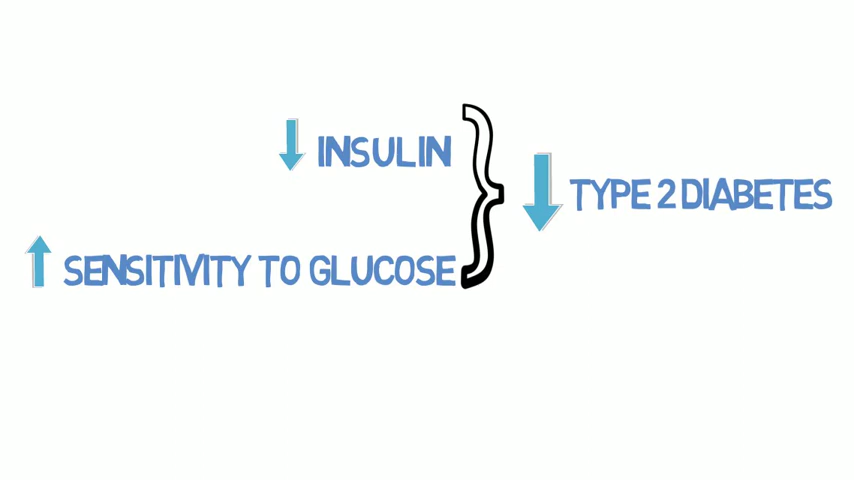 INSULIN
TYPE 2 DIABETES
SENSITIVITY TO GLUCOSE